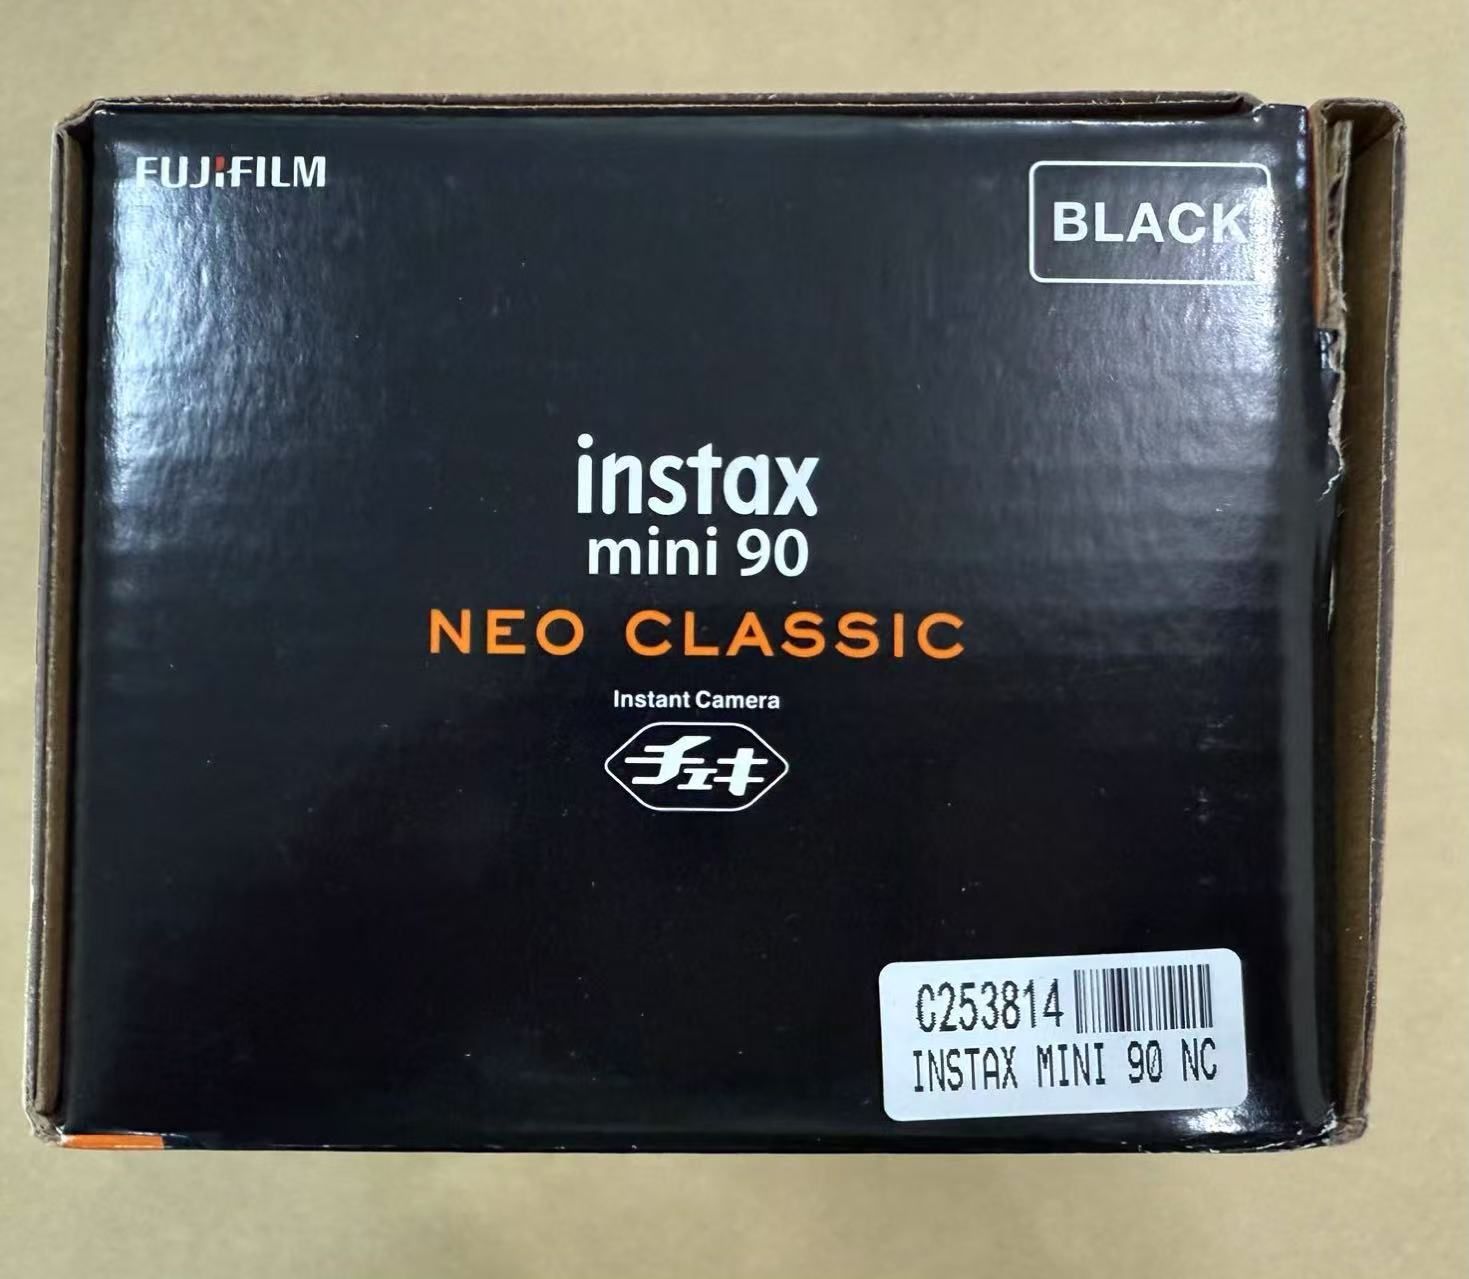 FUJIFILM
BLACK
instax
mini 90
NEO CLASSIC
Instant Camera
チェキ
C253814
INSTAX MINI 90 NC